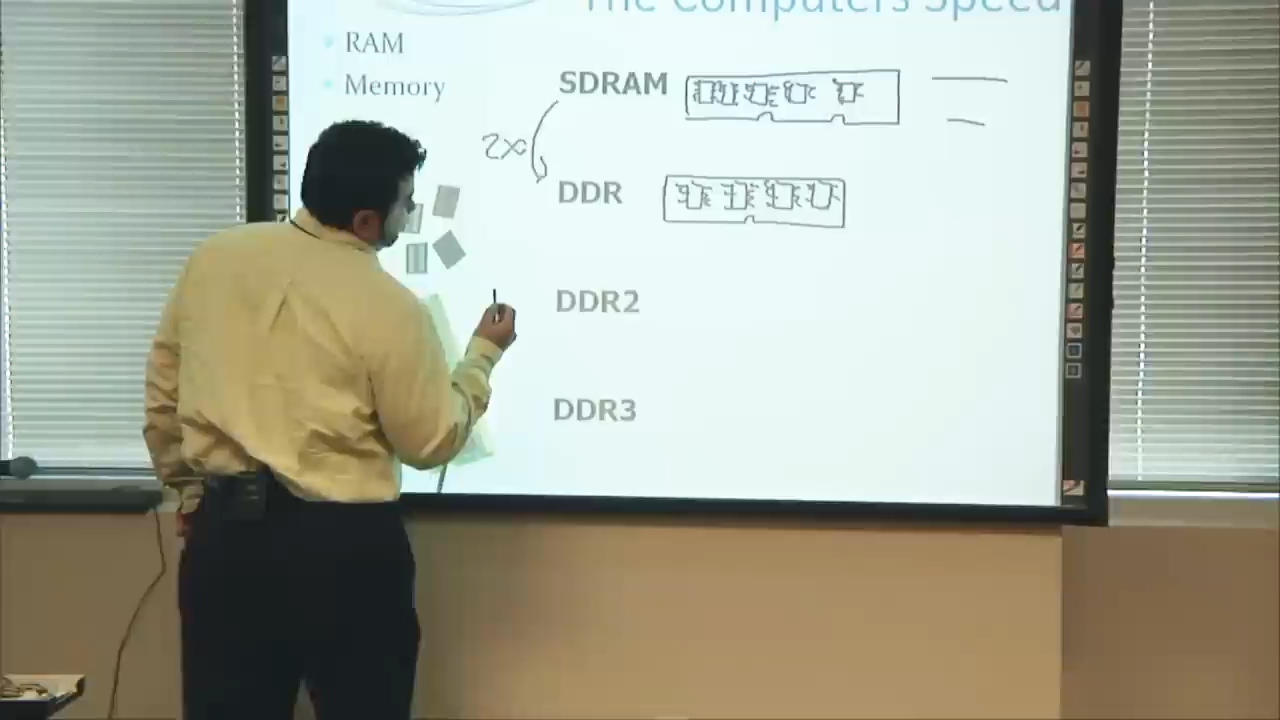 The Computers Speed
RAM
Memory
SDRAM
2x
DDR
DDR2
DDR3